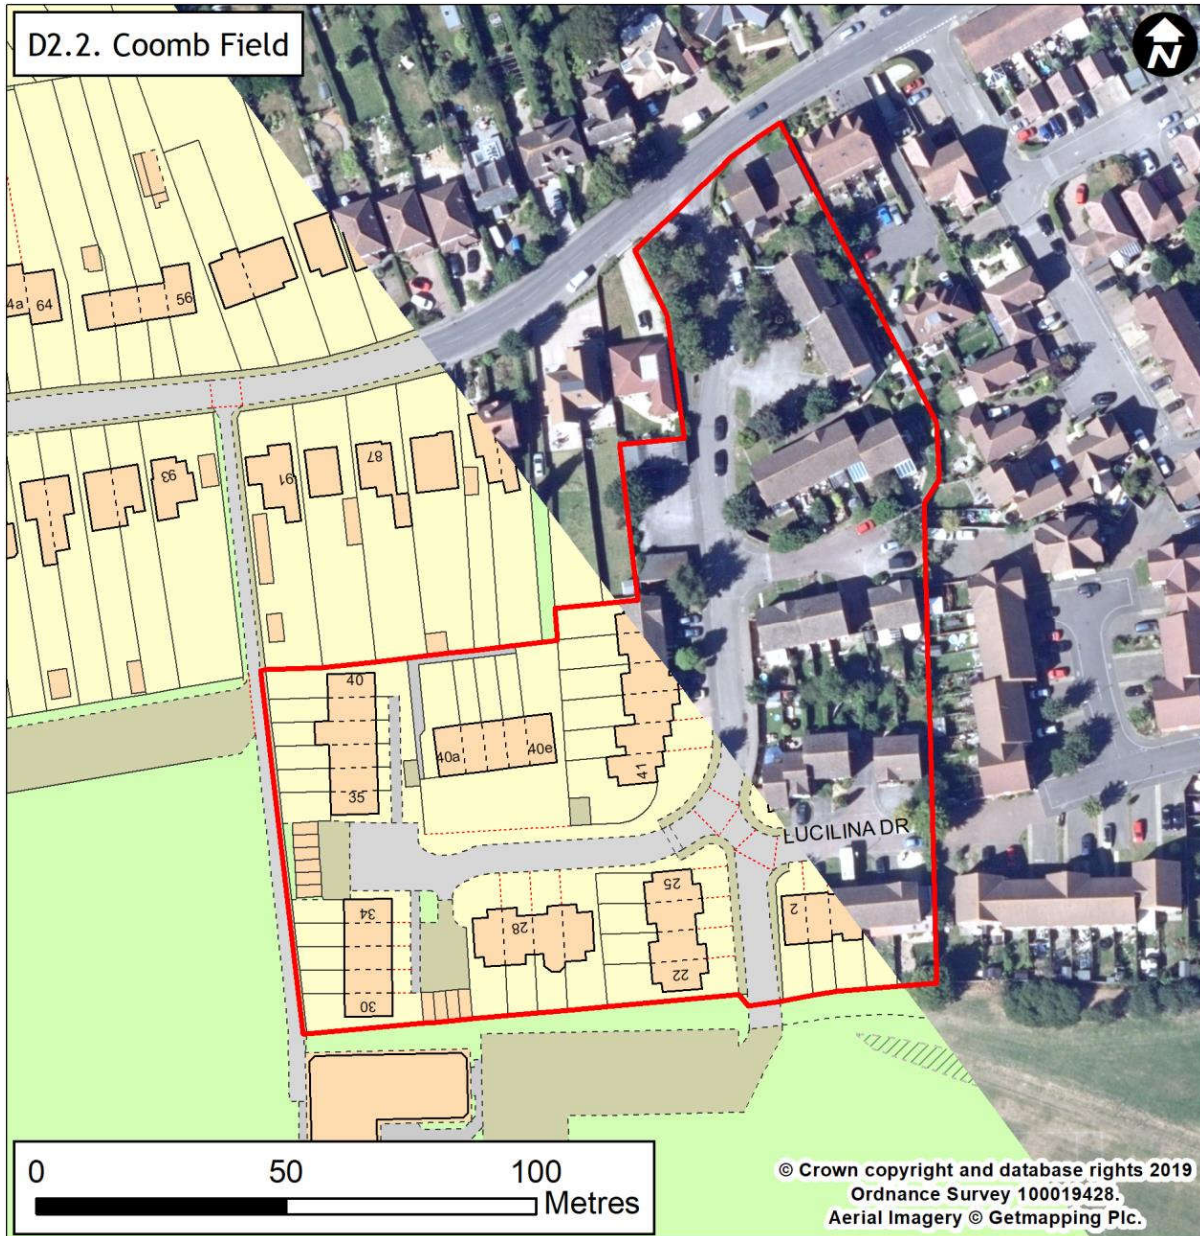 D2.2. Coomb Field
N
4a
64
56
93
91
87
40
40a
40e
41
35
LUCILINA DR
34
28
25
2
22
30
0 50 100
Metres
© Crown copyright and database rights 2019
Ordnance Survey 100019428.
Aerial Imagery © Getmapping Plc.